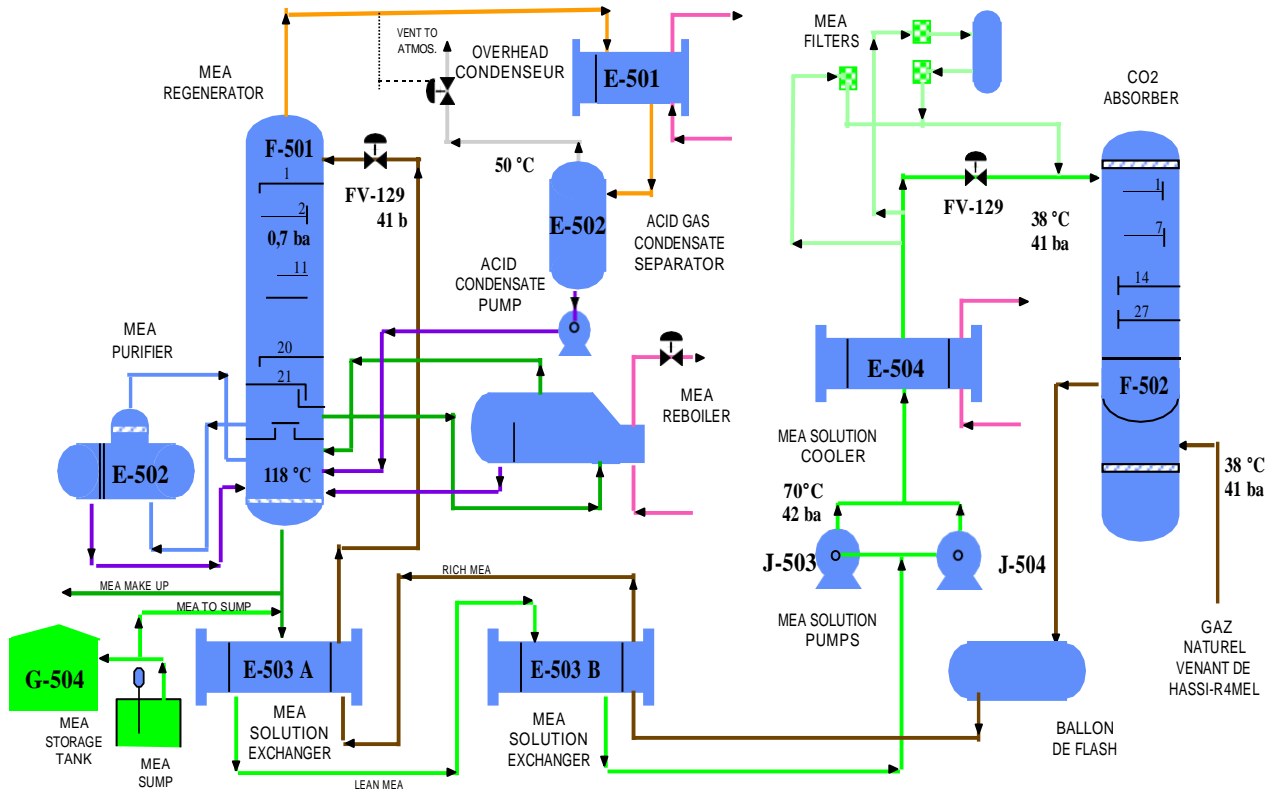 VENT TO
ATMOS.
OVERHEAD
CONDENSEUR
E-501
MEA
REGENERATOR
MEA
FILTERS
CO2
ABSORBER
F-501
1
2
0,7 ba
11
20
21
118 °C
FV-129
41 b
50 °C
E-502
ACID GAS
CONDENSATE
SEPARATOR
ACID
CONDENSATE
PUMP
MEA
PURIFIER
E-502
MEA
REBOILER
FV-129
38 °C
41 ba
1
7
14
27
F-502
E-504
MEA SOLUTION
COOLER
38 °C
41 ba
70°C
42 ba
J-503
J-504
MEA SOLUTION
PUMPS
MEA MAKE UP
MEA TO SUMP
RICH MEA
G-504
MEA
STORAGE
TANK
MEA
SUMP
E-503 A
MEA
SOLUTION
EXCHANGER
LEAN MEA
E-503 B
MEA
SOLUTION
EXCHANGER
BALLON
DE FLASH
GAZ
NATUREL
VENANT DE
HASSI-R4MEL